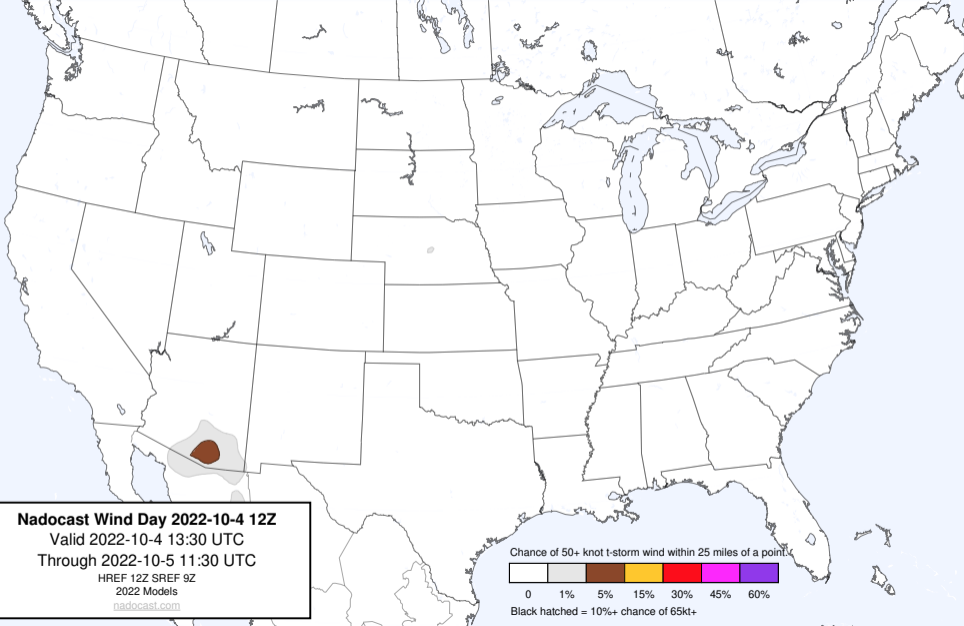 Nadocast Wind Day 2022-10-4 12Z
Valid 2022-10-4 13:30 UTC
Through 2022-10-5 11:30 UTC
HREF 12Z SREF 9Z
2022 Models
nadocast.com
Chance of 50+ knot t-storm wind within 25 miles of a point.
0 1% 5% 15% 30% 45% 60%
Black hatched = 10%+ chance of 65kt+